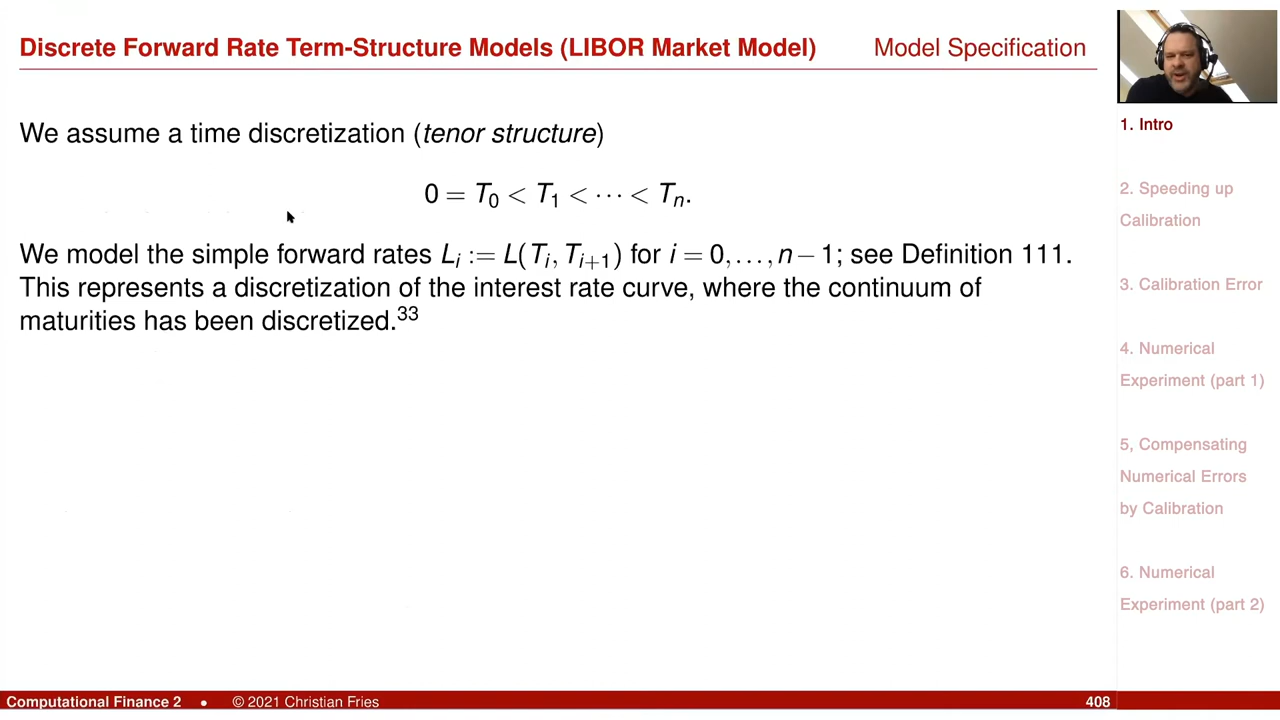 Discrete Forward Rate Term-Structure Models (LIBOR Market Model) Model Specification
We assume a time discretization (tenor structure)
0 = T₀ < T₁ < ⋯ < Tₙ.
We model the simple forward rates Lᵢ := L(Tᵢ, Tᵢ₊₁) for i = 0,…,n−1; see Definition 111.
This represents a discretization of the interest rate curve, where the continuum of
maturities has been discretized.³³
1. Intro
2. Speeding up
Calibration
3. Calibration Error
4. Numerical
Experiment (part 1)
5, Compensating
Numerical Errors
by Calibration
6. Numerical
Experiment (part 2)
Computational Finance 2 • © 2021 Christian Fries 408